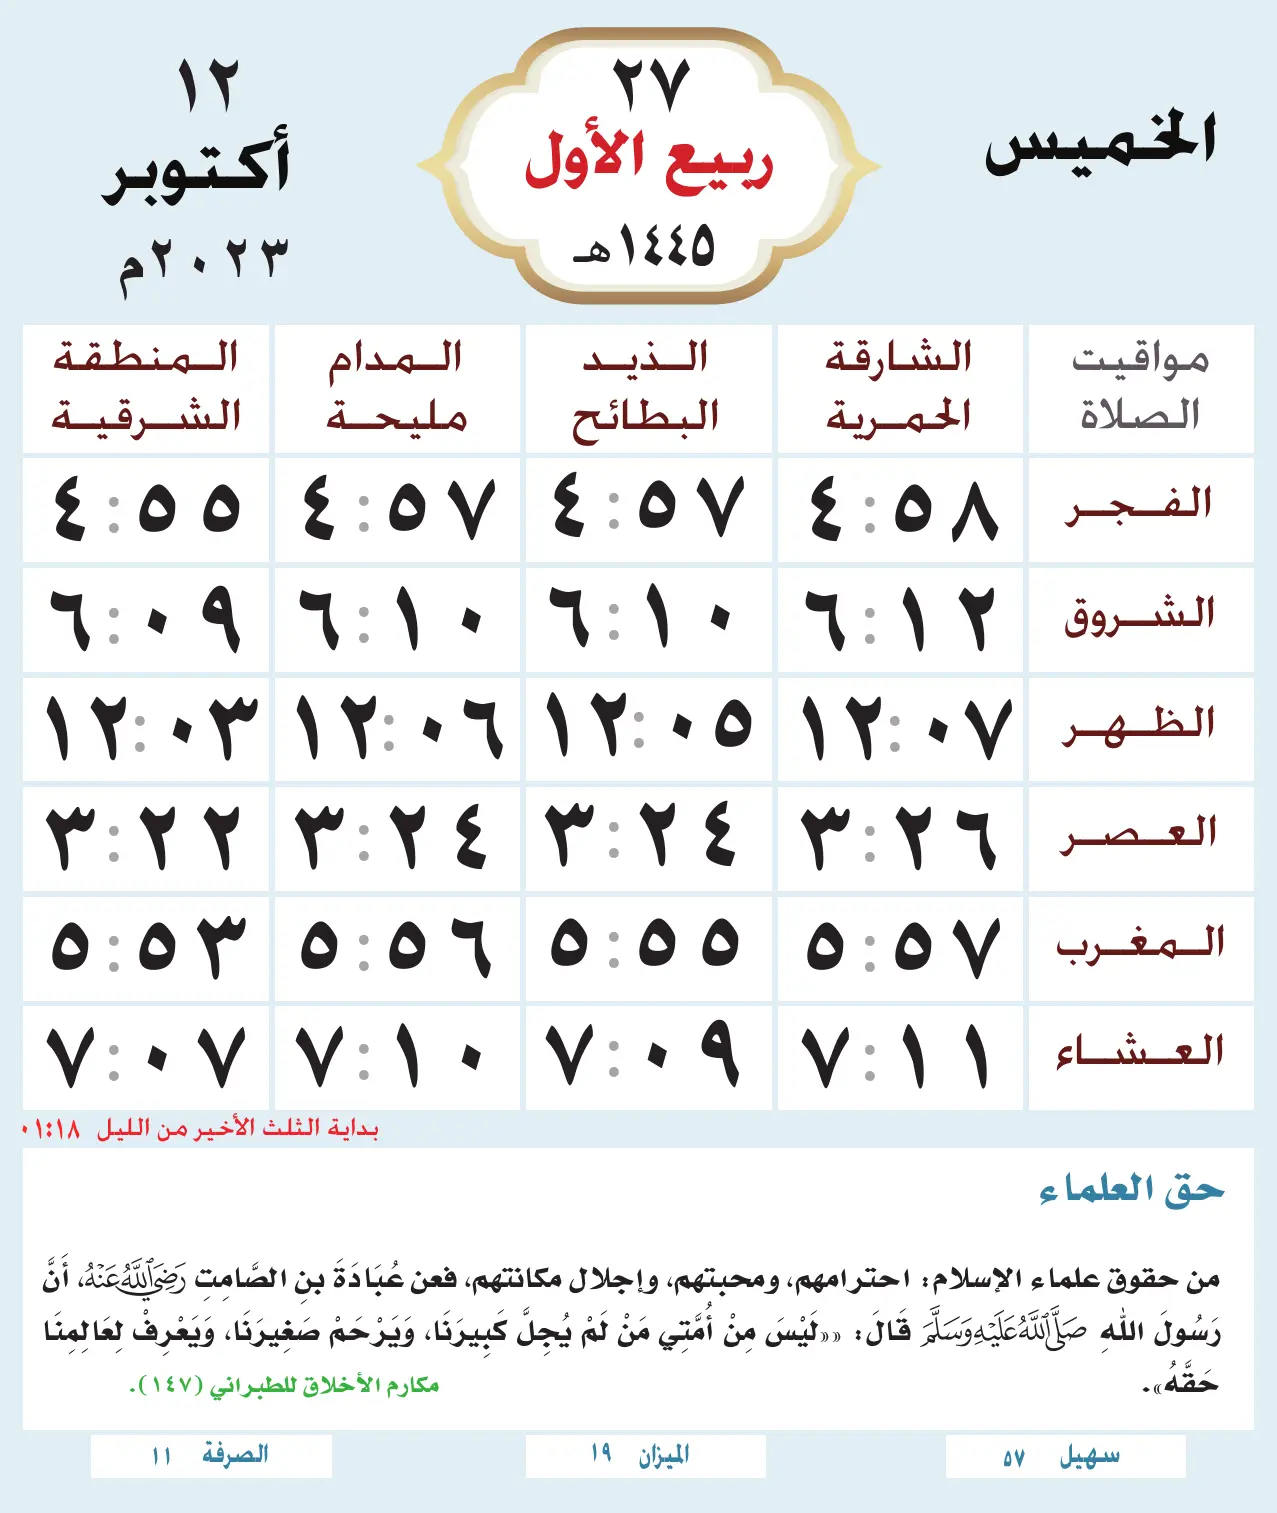 الخميس
٢٧
ربيع الأول
١٤٤٥هـ
١٢
أكتوبر
٢٠٢٣م
مواقيت الصلاة
الشارقة الحمرية
الذيد البطائح
المدام مليحة
المنطقة الشرقية
الفجر ٤:٥٨ ٤:٥٧ ٤:٥٧ ٤:٥٥
الشروق ٦:١٢ ٦:١٠ ٦:١٠ ٦:٠٩
الظهر ١٢:٠٧ ١٢:٠٥ ١٢:٠٦ ١٢:٠٣
العصر ٣:٢٦ ٣:٢٤ ٣:٢٤ ٣:٢٢
المغرب ٥:٥٧ ٥:٥٥ ٥:٥٦ ٥:٥٣
العشاء ٧:١١ ٧:٠٩ ٧:١٠ ٧:٠٧
بداية الثلث الأخير من الليل ٠١:١٨
حق العلماء
من حقوق علماء الإسلام: احترامهم، ومحبتهم، وإجلال مكانتهم، فعن عُبَادَةَ بنِ الصَّامِتِ رَضِيَ اللَّهُ عَنْهُ، أَنَّ
رَسُولَ اللهِ صَلَّى اللَّهُ عَلَيْهِ وَسَلَّمَ قَالَ: «لَيْسَ مِنْ أُمَّتِي مَنْ لَمْ يُجِلَّ كَبِيرَنَا، وَيَرْحَمْ صَغِيرَنَا، وَيَعْرِفْ لِعَالِمِنَا
حَقَّهُ». مكارم الأخلاق للطبراني (١٤٧).
سهيل ٥٧
الميزان ١٩
الصرفة ١١